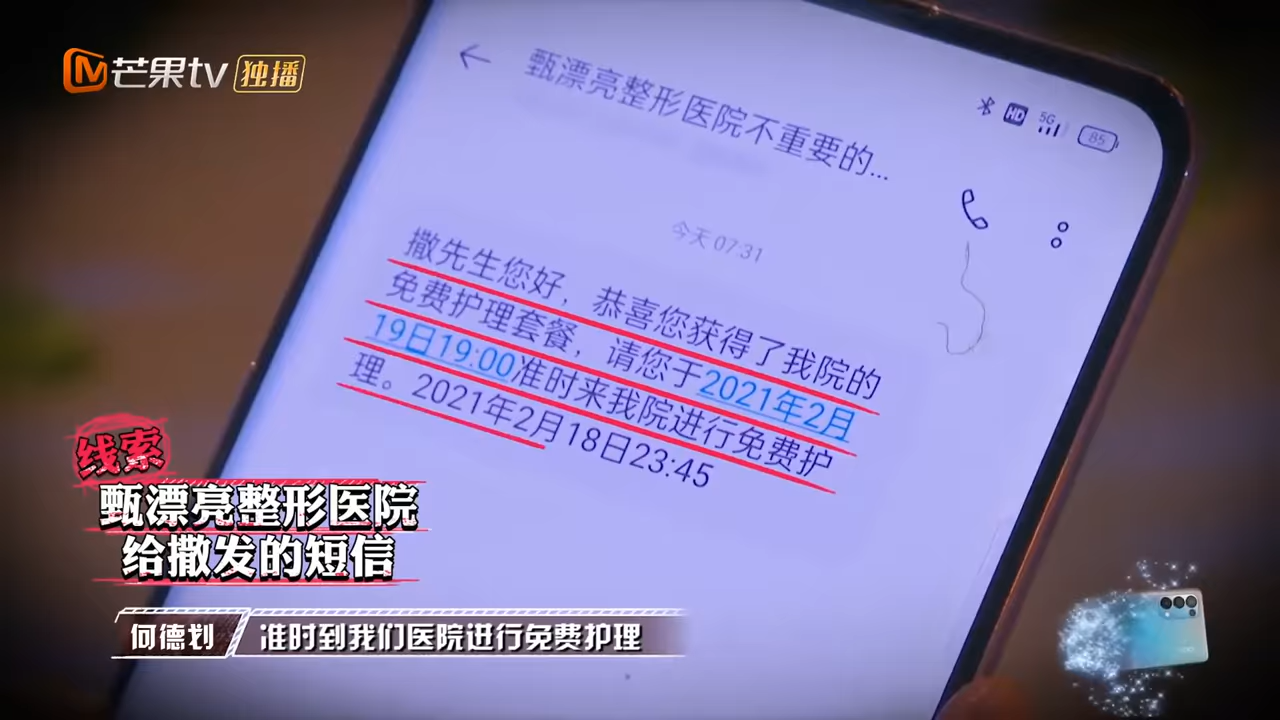 芒果tv 独播
HD 5G 85
甄漂亮整形医院不重要的...
今天 07:31
撒先生您好，恭喜您获得了我院的
免费护理套餐，请您于2021年2月
19日19:00准时来我院进行免费护
理。2021年2月18日23:45
线索
甄漂亮整形医院
给撒发的短信
何德划 准时到我们医院进行免费护理